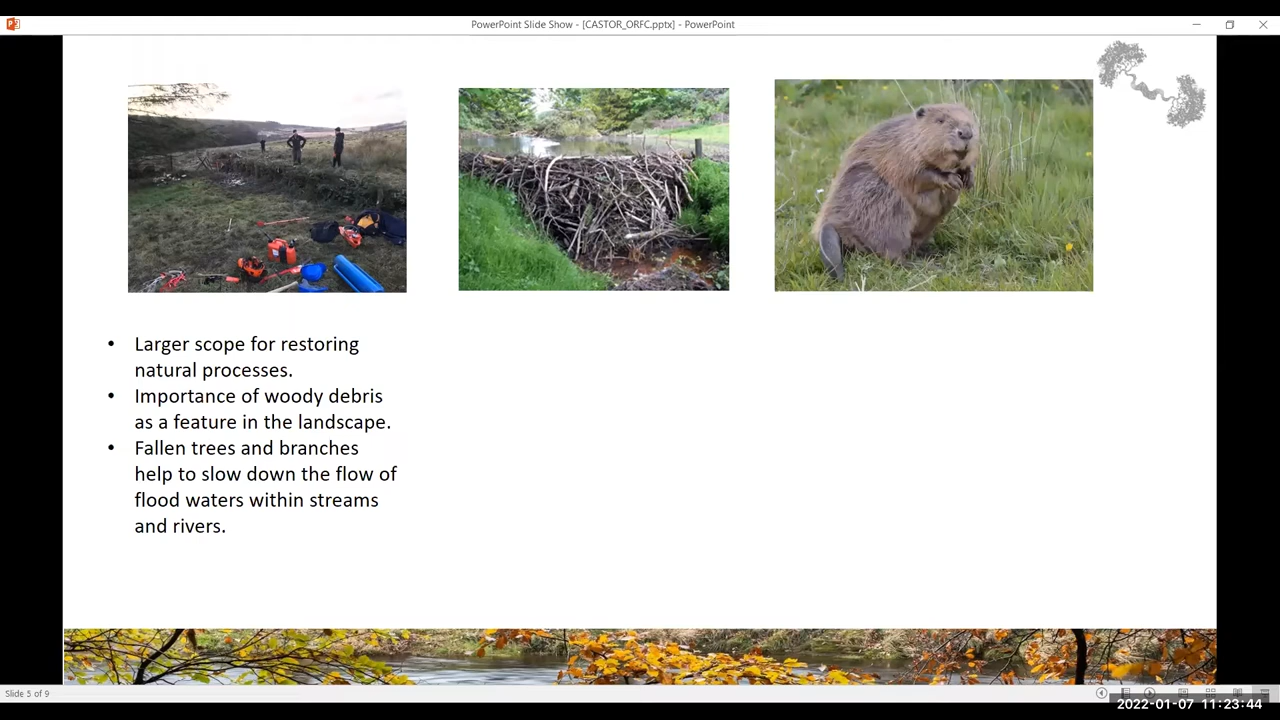 PowerPoint Slide Show - [CASTOR_ORFC.pptx] - PowerPoint
• Larger scope for restoring
natural processes.
• Importance of woody debris
as a feature in the landscape.
• Fallen trees and branches
help to slow down the flow of
flood waters within streams
and rivers.
Slide 5 of 9
2022-01-07 11:23:44